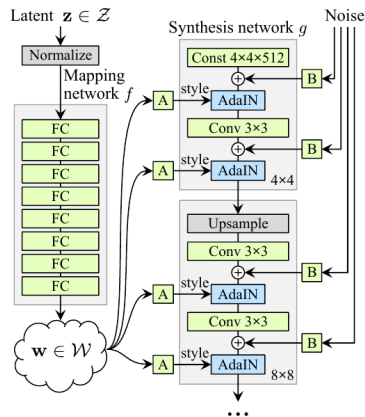 Latent z ∈ Z
Normalize
Mapping
network f
FC
FC
FC
FC
FC
FC
FC
FC
w ∈ W
Synthesis network g
Noise
Const 4×4×512
B
A
style
AdaIN
Conv 3×3
B
A
style
AdaIN
4×4
Upsample
Conv 3×3
B
A
style
AdaIN
Conv 3×3
B
A
style
AdaIN
8×8
...